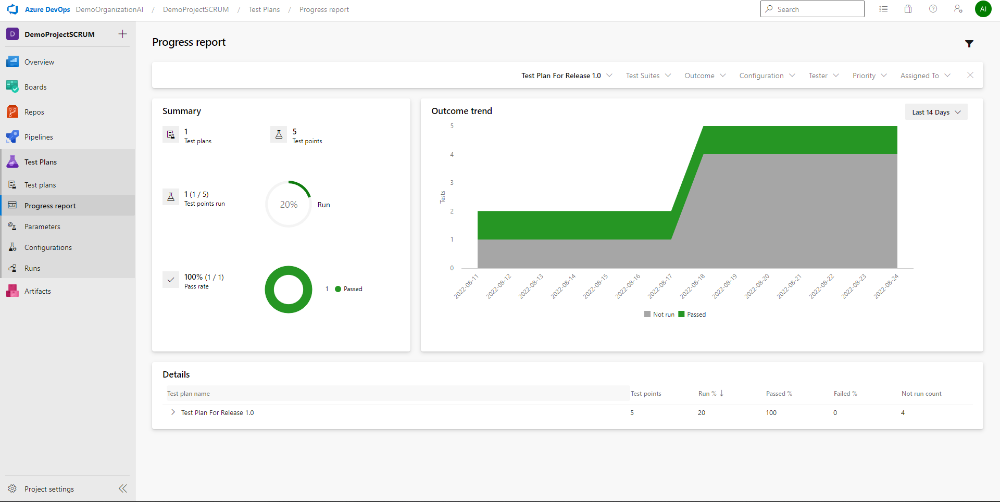 Azure DevOps DemoOrganizationAI / DemoProjectSCRUM / Test Plans / Progress report
Search
AI
D DemoProjectSCRUM
Overview
Boards
Repos
Pipelines
Test Plans
Test plans
Progress report
Parameters
Configurations
Runs
Artifacts
Project settings
Progress report
Test Plan For Release 1.0 Test Suites Outcome Configuration Tester Priority Assigned To
Summary
1
Test plans
5
Test points
1 (1 / 5)
Test points run
20%
Run
100% (1 / 1)
Pass rate
1 Passed
Outcome trend
Last 14 Days
5
4
3
2
1
0
Tests
2022-08-11
2022-08-12
2022-08-13
2022-08-14
2022-08-15
2022-08-16
2022-08-17
2022-08-18
2022-08-19
2022-08-20
2022-08-21
2022-08-22
2022-08-23
2022-08-24
Not run Passed
Details
Test plan name Test points Run % Passed % Failed % Not run count
Test Plan For Release 1.0 5 20 100 0 4